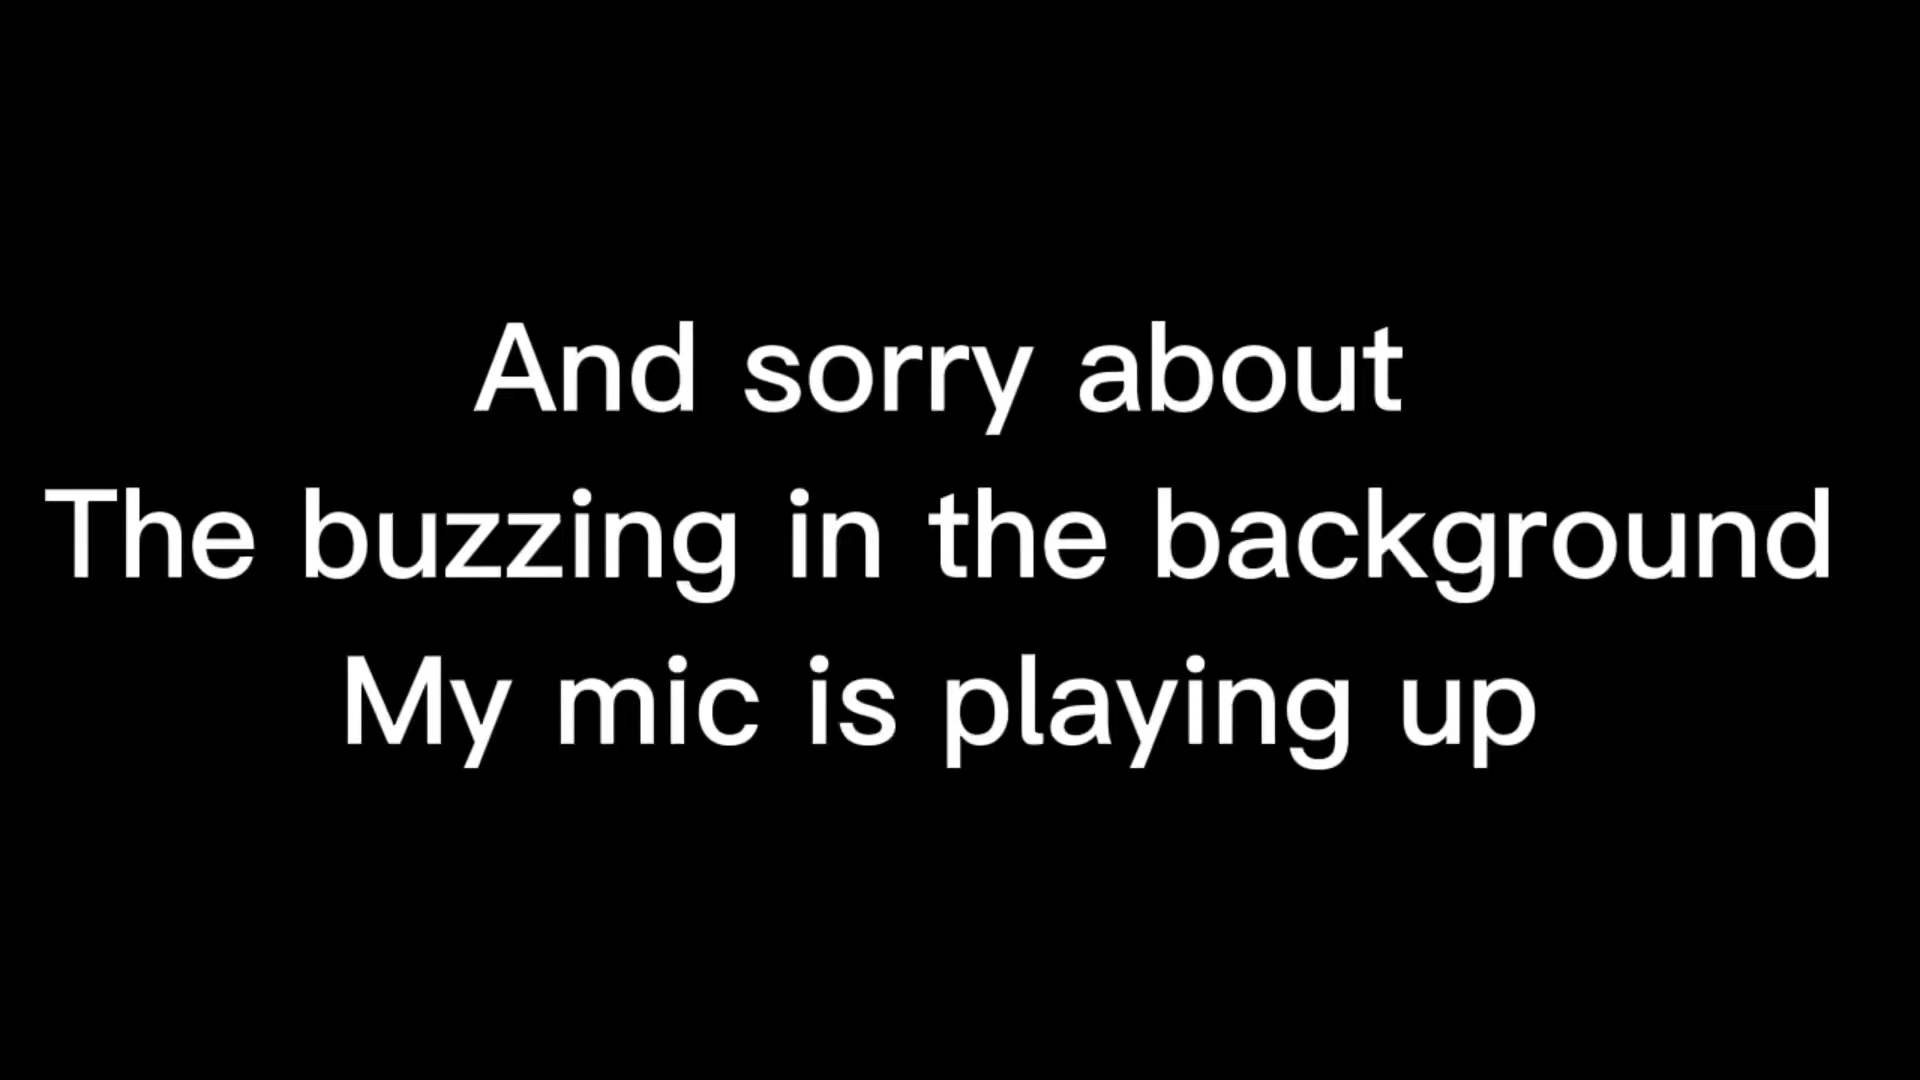 And sorry about
The buzzing in the background
My mic is playing up